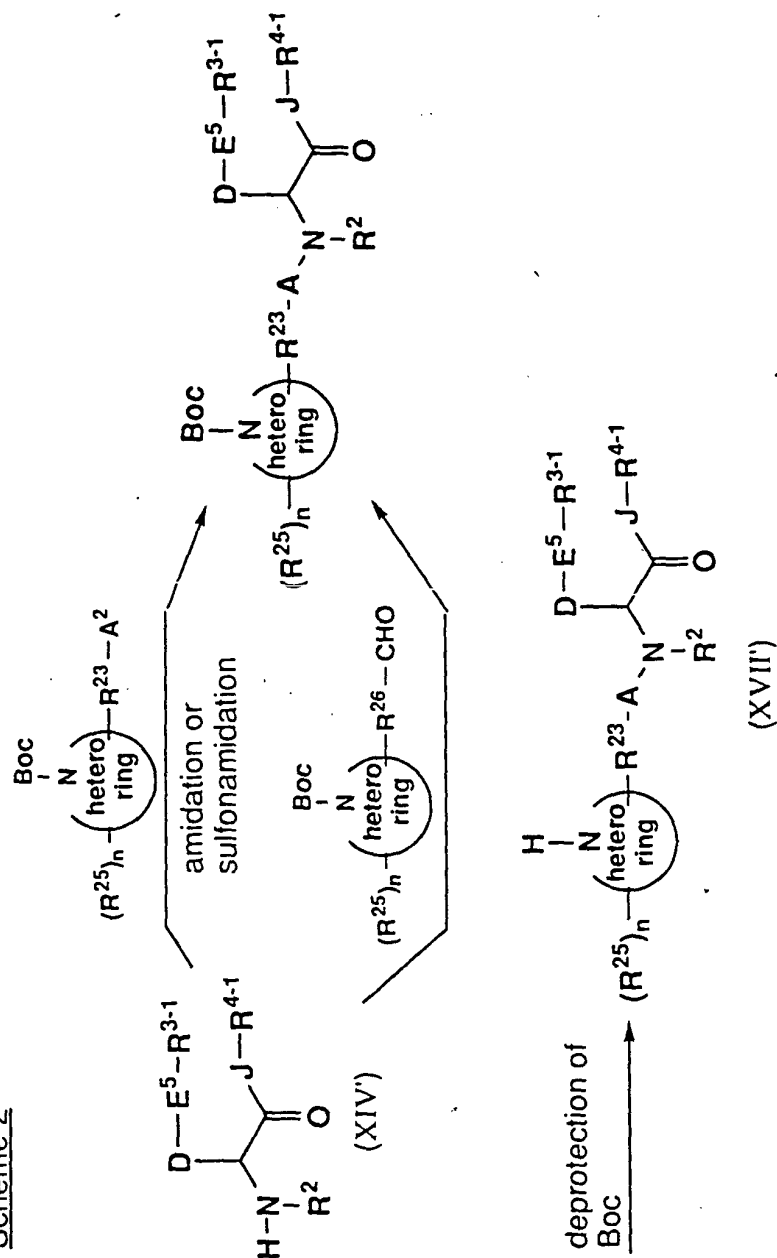 Scheme 2
H–N
R²
D–E⁵–R³⁻¹
J–R⁴⁻¹
O
(XIV')
Boc
N
(R²⁵)ₙ
hetero
ring
R²³–A²
amidation or
sulfonamidation
Boc
N
(R²⁵)ₙ
hetero
ring
R²⁶–CHO
Boc
N
(R²⁵)ₙ
hetero
ring
R²³–A
N
R²
D–E⁵–R³⁻¹
J–R⁴⁻¹
O
deprotection of
Boc
H
N
(R²⁵)ₙ
hetero
ring
R²³–A
N
R²
D–E⁵–R³⁻¹
J–R⁴⁻¹
O
(XVII')